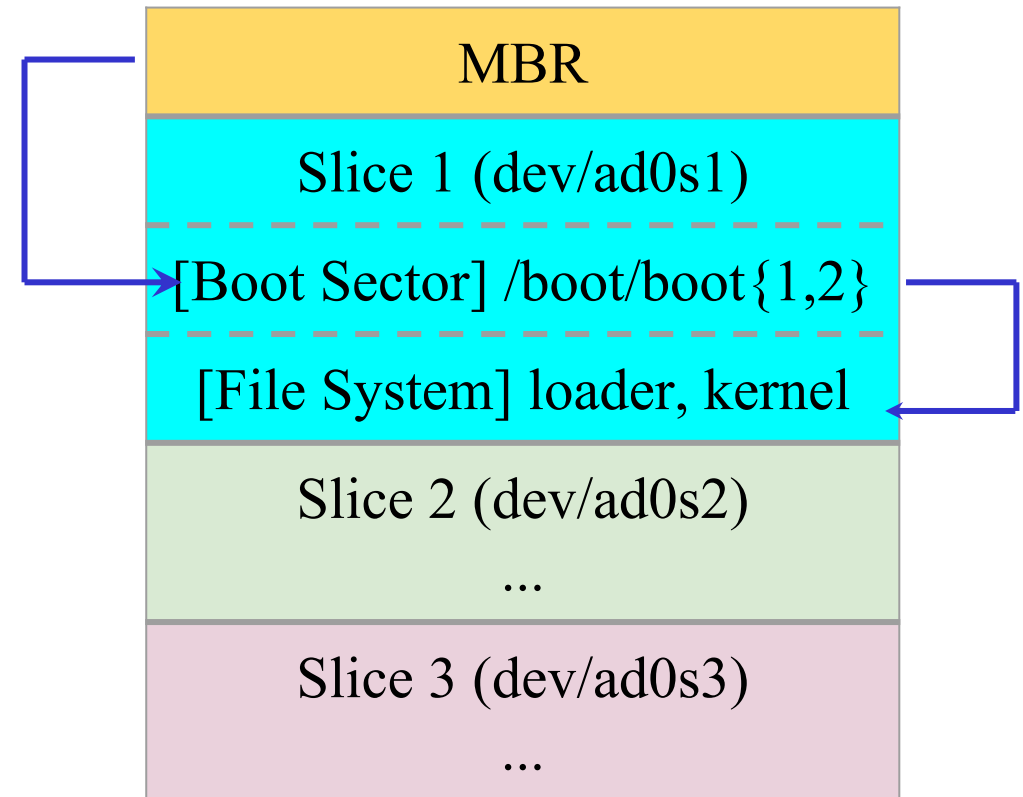 MBR
Slice 1 (dev/ad0s1)
[Boot Sector] /boot/boot{1,2}
[File System] loader, kernel
Slice 2 (dev/ad0s2)
...
Slice 3 (dev/ad0s3)
...